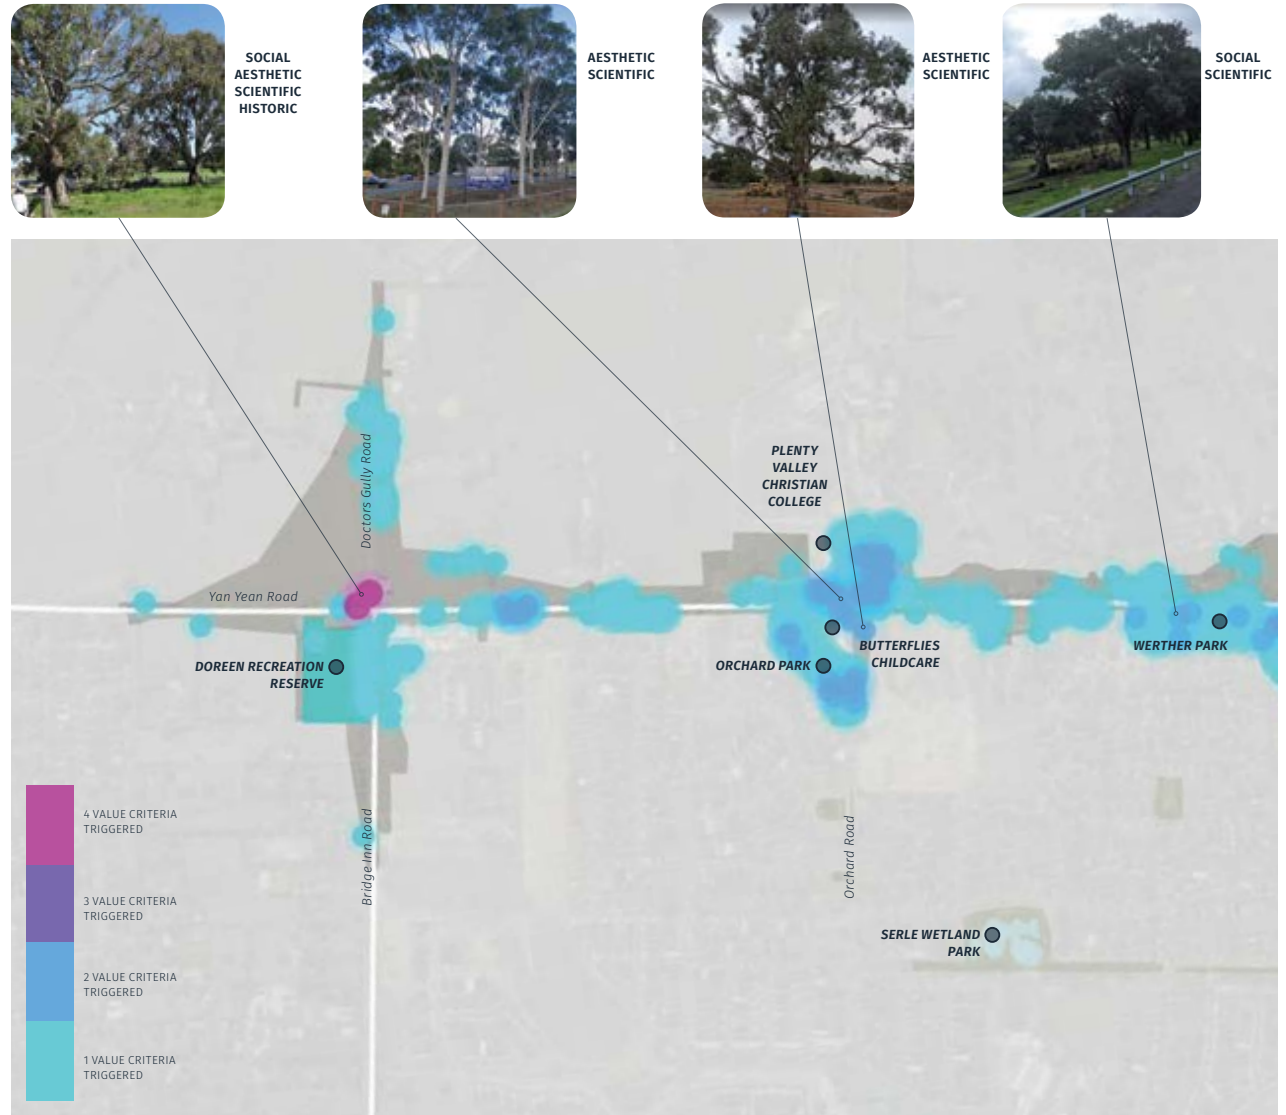 SOCIAL
AESTHETIC
SCIENTIFIC
HISTORIC
AESTHETIC
SCIENTIFIC
AESTHETIC
SCIENTIFIC
SOCIAL
SCIENTIFIC
Doctors Gully Road
PLENTY
VALLEY
CHRISTIAN
COLLEGE
Yan Yean Road
DOREEN RECREATION
RESERVE
ORCHARD PARK
BUTTERFLIES
CHILDCARE
WERTHER PARK
Bridge Inn Road
Orchard Road
SERLE WETLAND
PARK
4 VALUE CRITERIA
TRIGGERED
3 VALUE CRITERIA
TRIGGERED
2 VALUE CRITERIA
TRIGGERED
1 VALUE CRITERIA
TRIGGERED